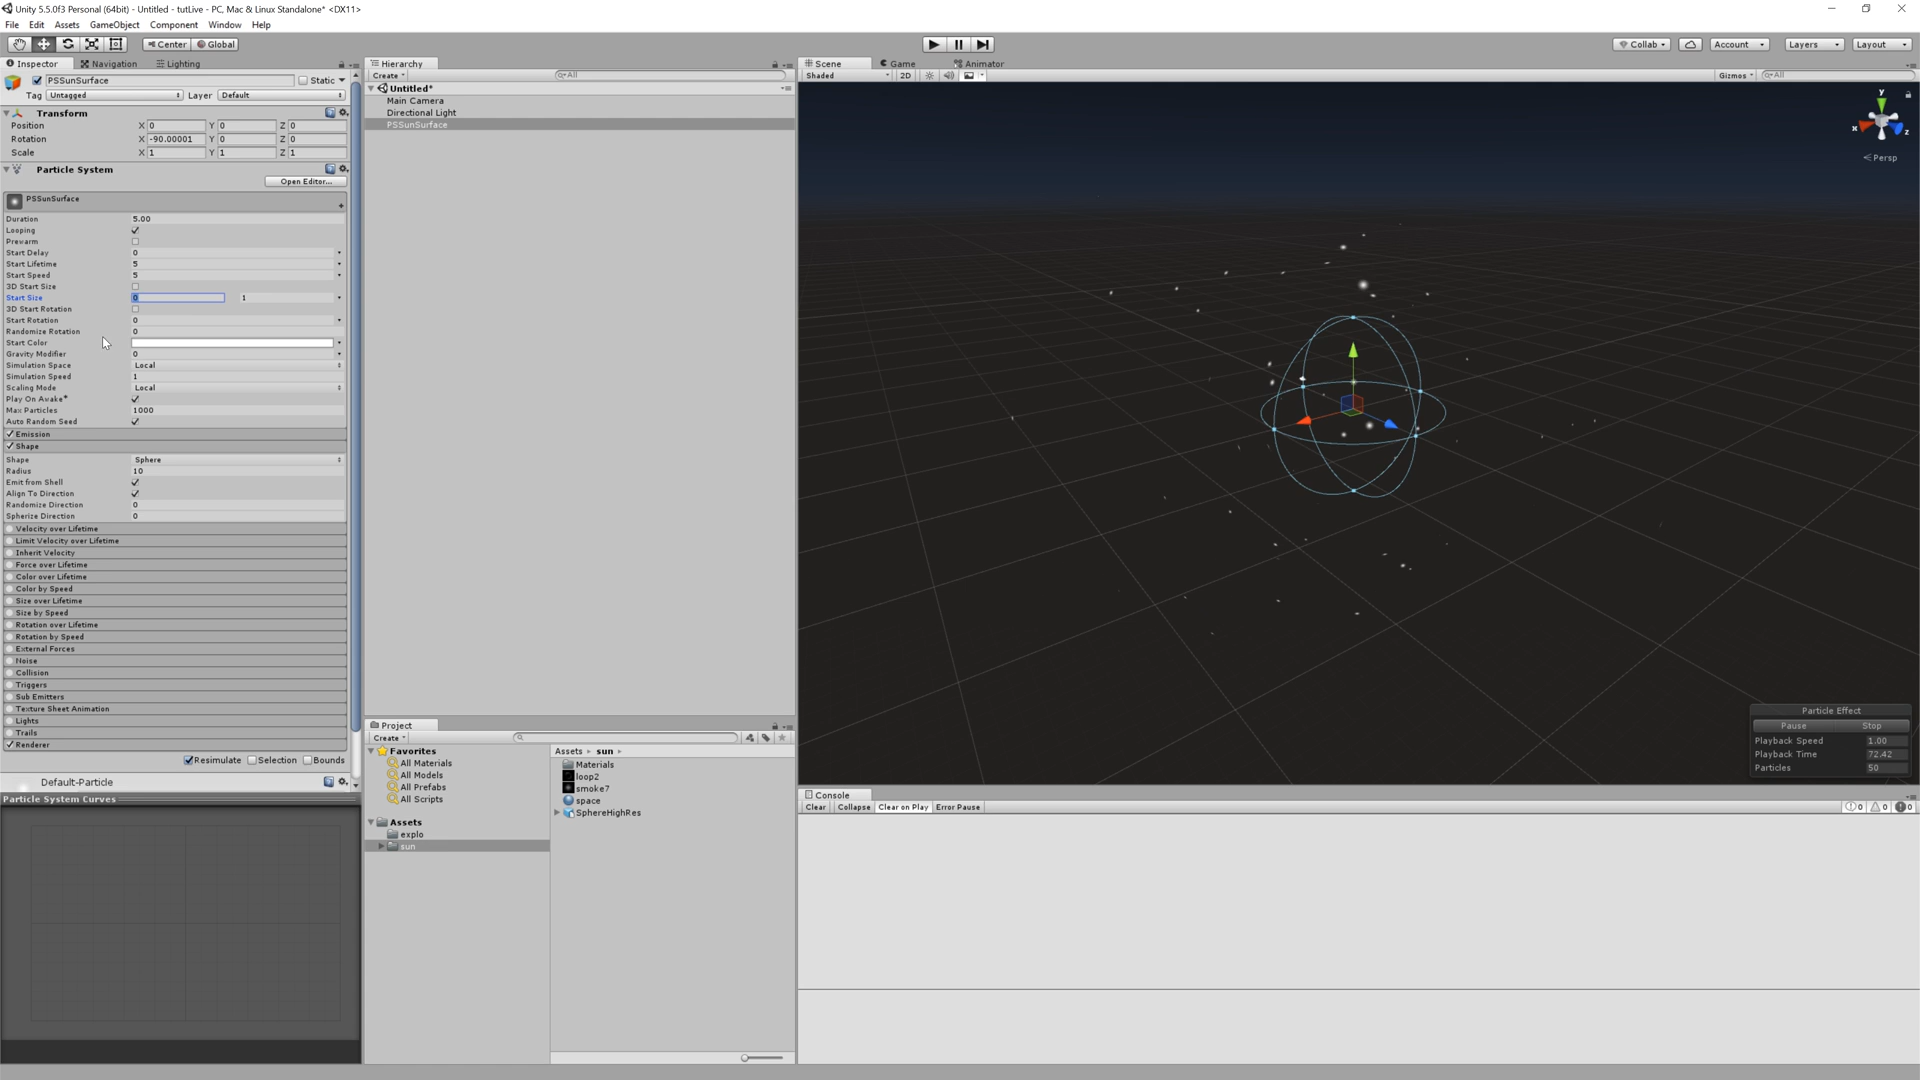 Unity 5.5.0f3 Personal (64bit) - Untitled - tutLive - PC, Mac & Linux Standalone* <DX11>
File Edit Assets GameObject Component Window Help
Center Global Collab Account Layers Layout
Inspector Navigation Lighting
PSSunSurface Static
Tag Untagged Layer Default
Transform
Position X 0 Y 0 Z 0
Rotation X -90.00001 Y 0 Z 0
Scale X 1 Y 1 Z 1
Particle System
Open Editor...
PSSunSurface
Duration 5.00
Looping
Prewarm
Start Delay 0
Start Lifetime 5
Start Speed 5
3D Start Size
Start Size 0 1
3D Start Rotation
Start Rotation 0
Randomize Rotation 0
Start Color
Gravity Modifier 0
Simulation Space Local
Simulation Speed 1
Scaling Mode Local
Play On Awake*
Max Particles 1000
Auto Random Seed
Emission
Shape
Shape Sphere
Radius 10
Emit from Shell
Align To Direction
Randomize Direction 0
Spherize Direction 0
Velocity over Lifetime
Limit Velocity over Lifetime
Inherit Velocity
Force over Lifetime
Color over Lifetime
Color by Speed
Size over Lifetime
Size by Speed
Rotation over Lifetime
Rotation by Speed
External Forces
Noise
Collision
Triggers
Sub Emitters
Texture Sheet Animation
Lights
Trails
Renderer
Resimulate Selection Bounds
Default-Particle
Particle System Curves
Hierarchy
Create All
Untitled*
Main Camera
Directional Light
PSSunSurface
Project
Create
Favorites
All Materials
All Models
All Prefabs
All Scripts
Assets
explo
sun
Assets sun
Materials
loop2
smoke7
space
SphereHighRes
Scene Game Animator
Shaded 2D Gizmos All
y
x z
Persp
Particle Effect
Pause Stop
Playback Speed 1.00
Playback Time 72.42
Particles 50
Console
Clear Collapse Clear on Play Error Pause 0 0 0